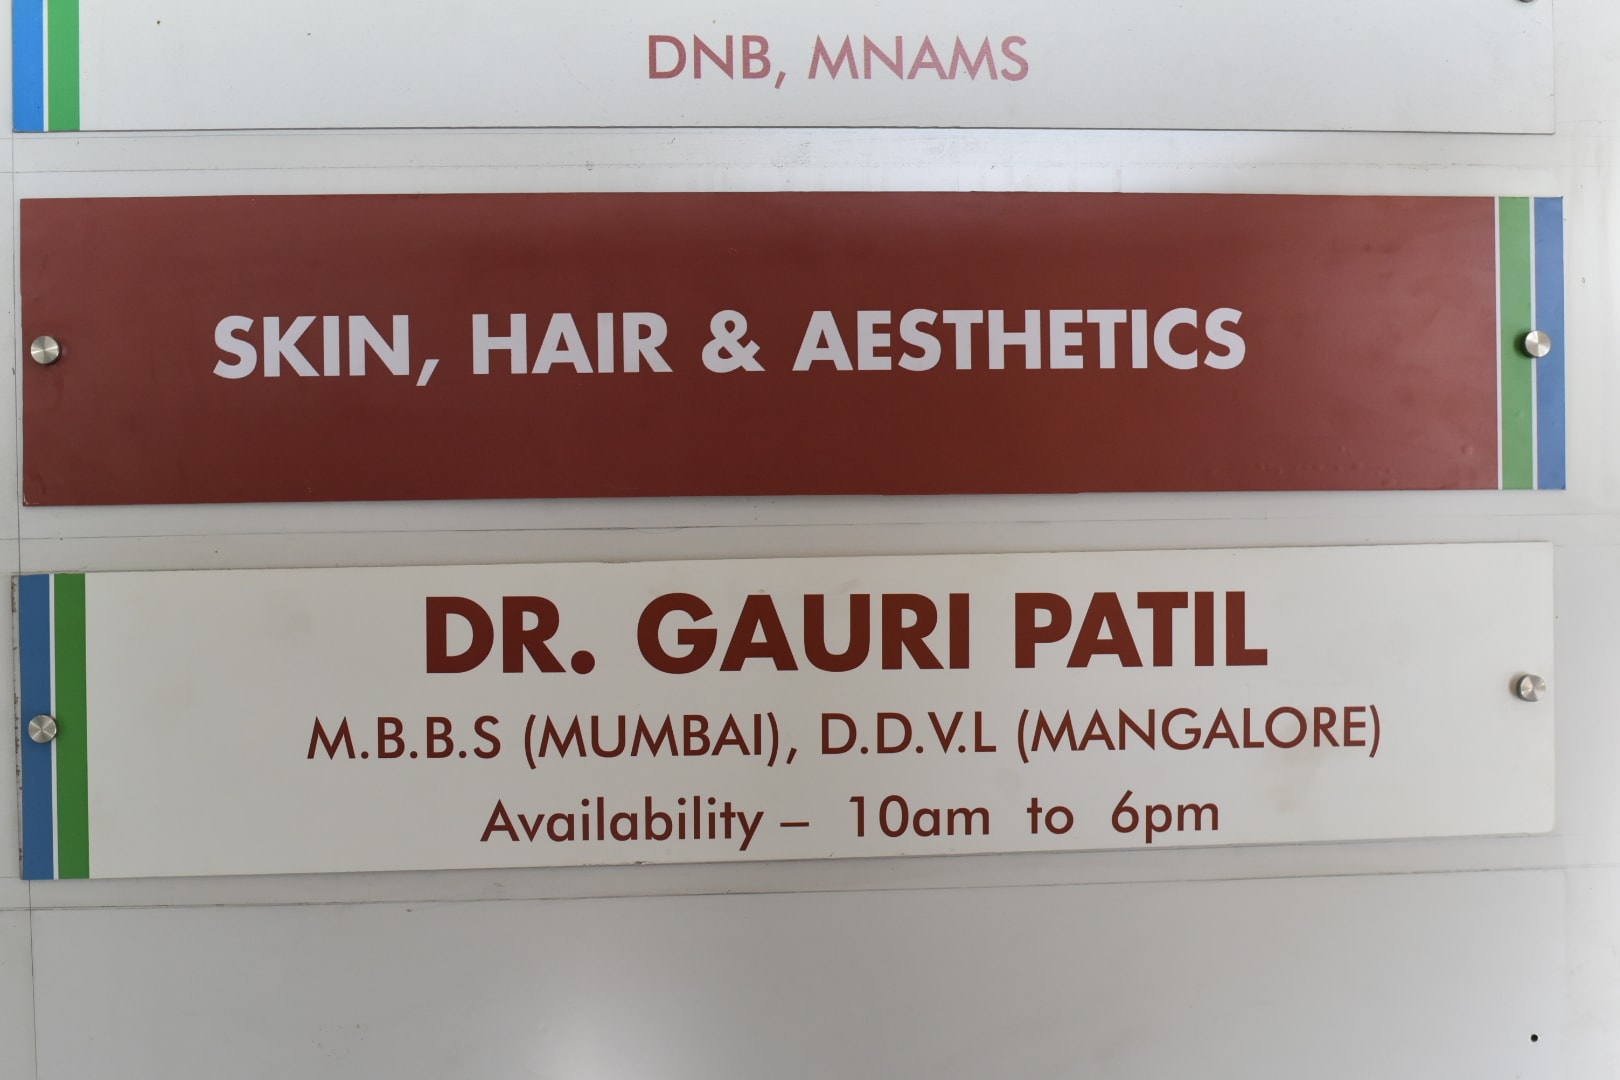 DNB, MNAMS
SKIN, HAIR & AESTHETICS
DR. GAURI PATIL
M.B.B.S (MUMBAI), D.D.V.L (MANGALORE)
Availability – 10am to 6pm